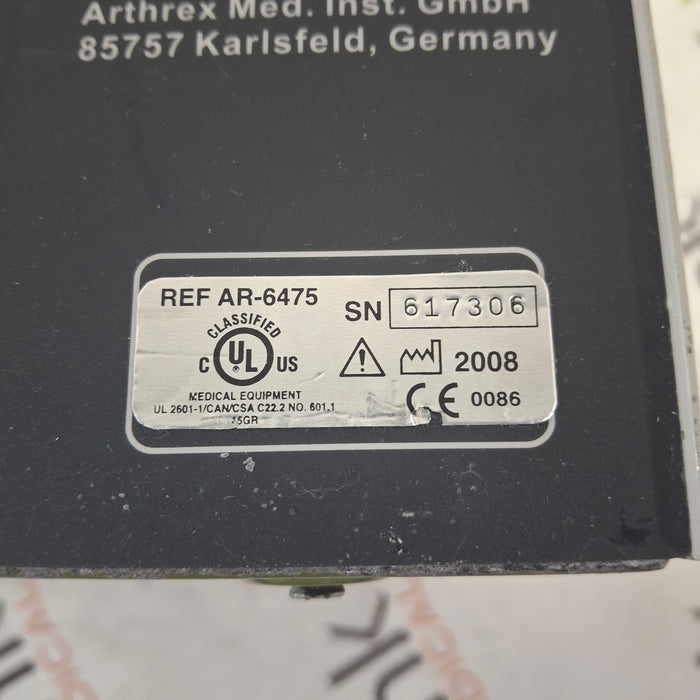 Arthrex Med. Inst. GmbH
85757 Karlsfeld, Germany
REF AR-6475
SN 617306
CLASSIFIED
C UL US
2008
MEDICAL EQUIPMENT
UL 2601-1/CAN/CSA C22.2 NO. 601.1
75GR
CE 0086